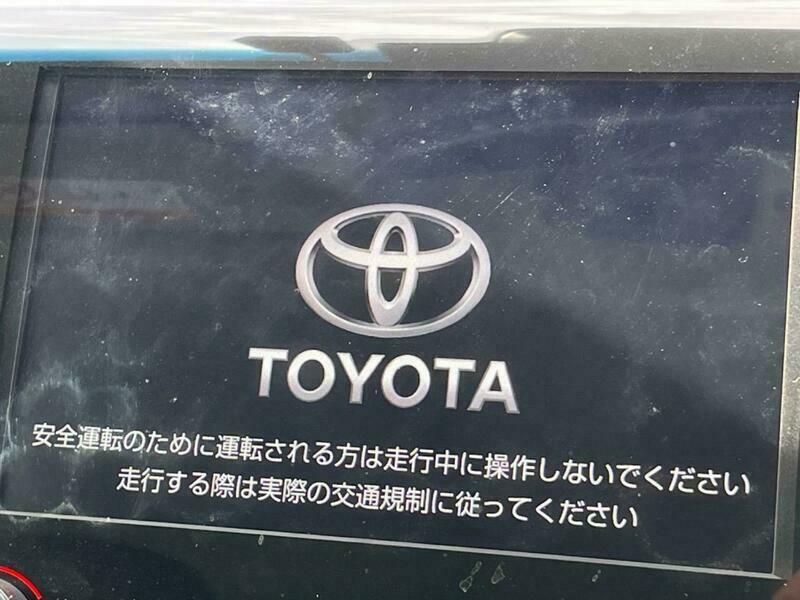 TOYOTA
安全運転のために運転される方は走行中に操作しないでください
走行する際は実際の交通規制に従ってください